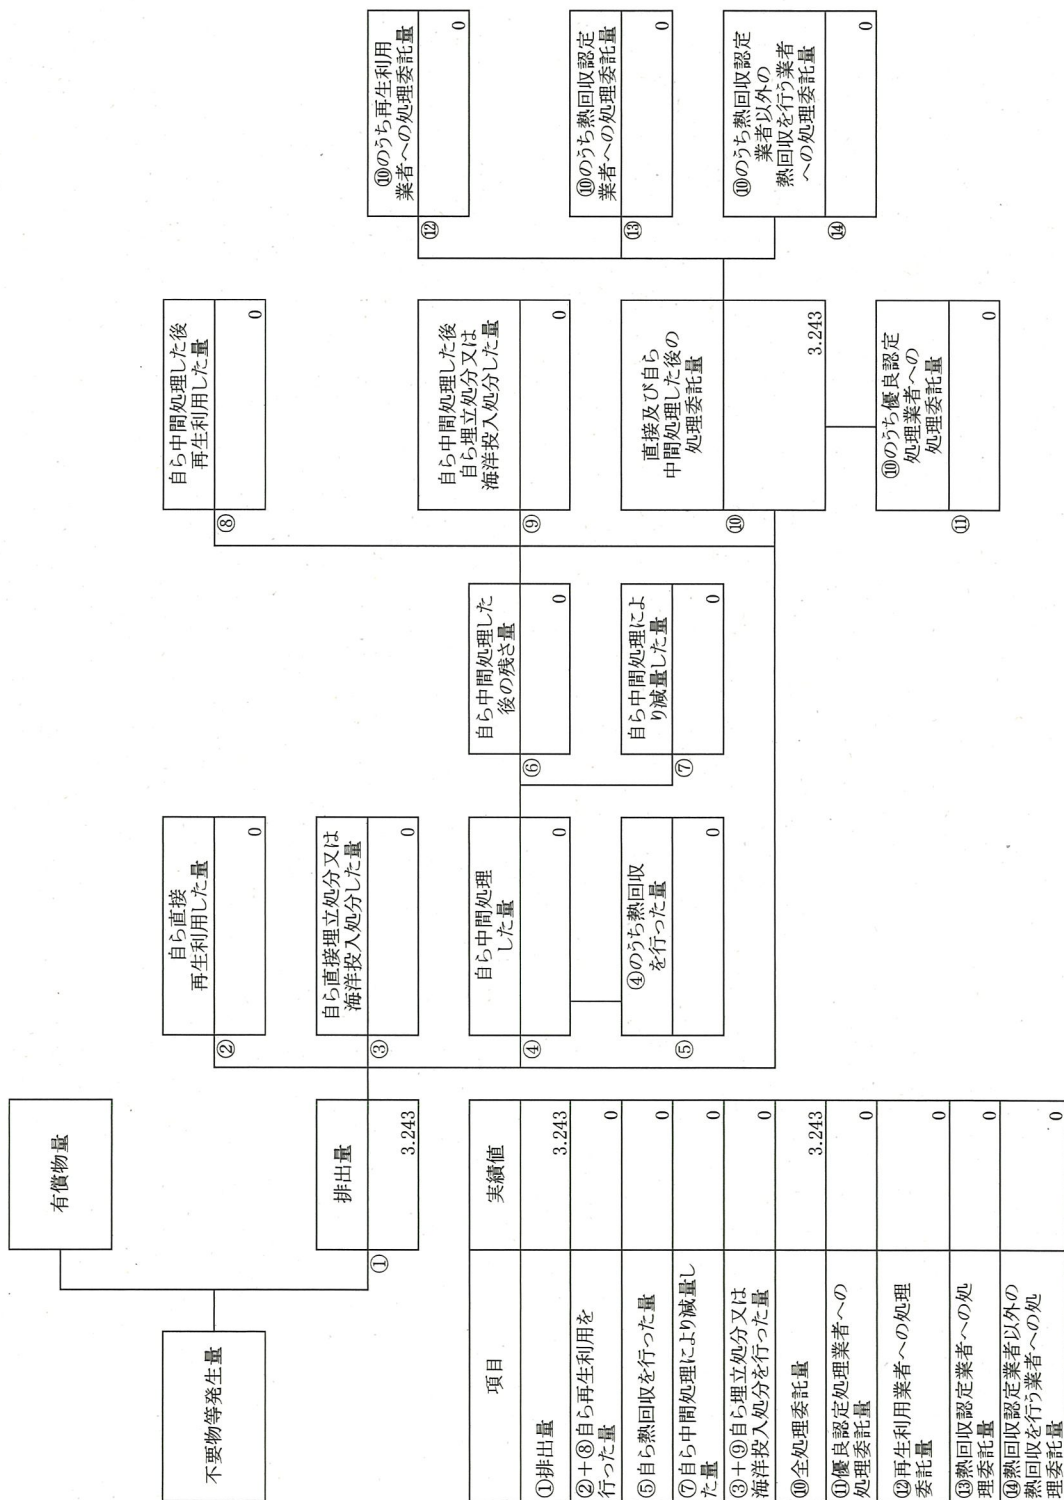 不要物等発生量
有償物量
①
排出量
3.243
②
自ら直接
再生利用した量
0
③
自ら直接埋立処分又は
海洋投入処分した量
0
④
自ら中間処理
した量
0
⑤
④のうち熱回収
を行った量
0
⑥
自ら中間処理した
後の残さ量
0
⑦
自ら中間処理によ
り減量した量
0
⑧
自ら中間処理した後
再生利用した量
0
⑨
自ら中間処理した後
自ら埋立処分又は
海洋投入処分した量
0
⑩
直接及び自ら
中間処理した後の
処理委託量
3.243
⑪
⑩のうち優良認定
処理業者への
処理委託量
0
⑫
⑩のうち再生利用
業者への処理委託量
0
⑬
⑩のうち熱回収認定
業者への処理委託量
0
⑭
⑩のうち熱回収認定
業者以外の
熱回収を行う業者
への処理委託量
0
項目 実績値
①排出量 3.243
②+⑧自ら再生利用を
行った量 0
⑤自ら熱回収を行った量 0
⑦自ら中間処理により減量し
た量 0
③+⑨自ら埋立処分又は
海洋投入処分を行った量 0
⑩全処理委託量 3.243
⑪優良認定処理業者への
処理委託量 0
⑫再生利用業者への処理
委託量 0
⑬熱回収認定業者への処
理委託量 0
⑭熱回収認定業者以外の
熱回収を行う業者への処
理委託量 0